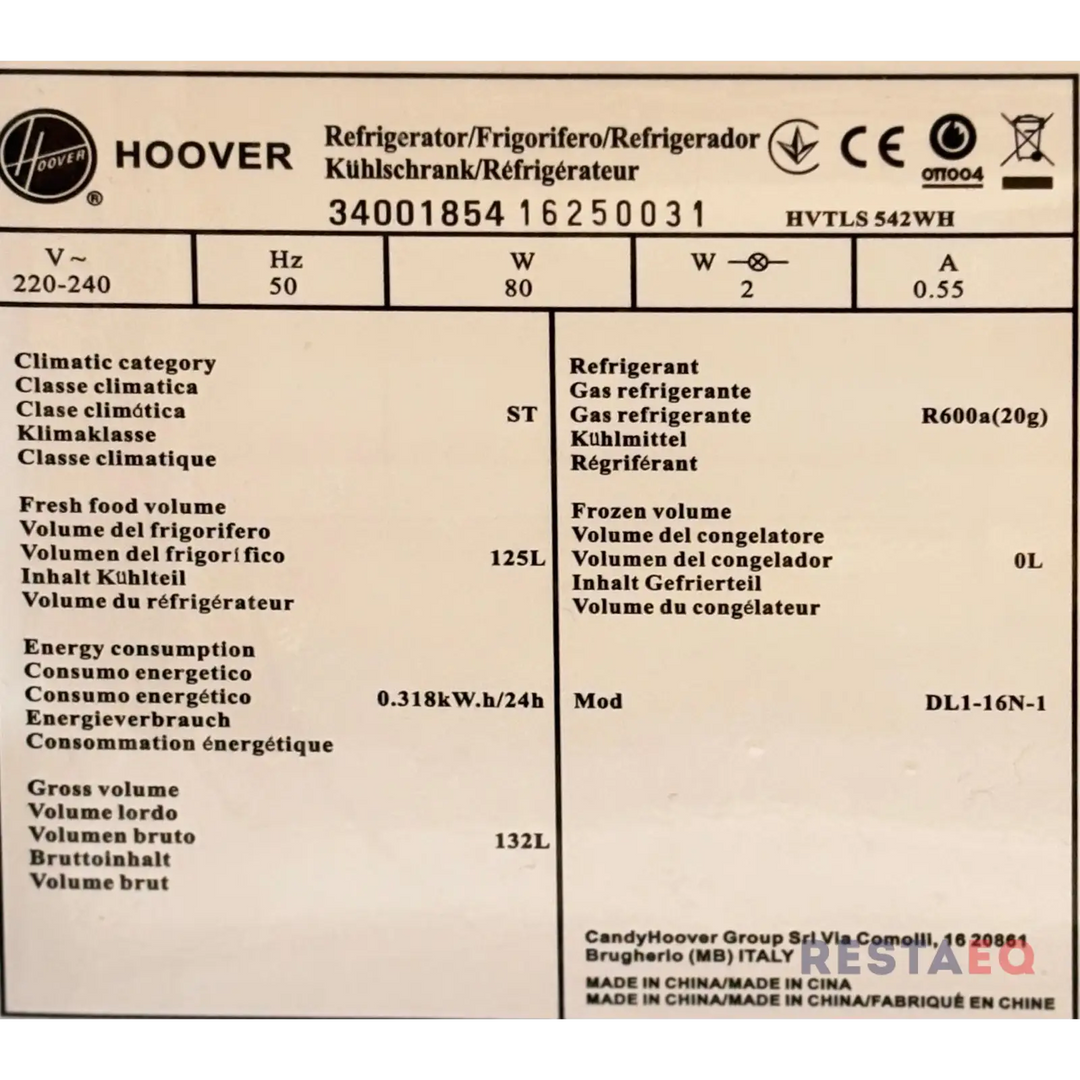 HOOVER
®
HOOVER
Refrigerator/Frigorifero/Refrigerador
Kühlschrank/Réfrigérateur
CE
ОП004
34001854 16250031
HVTLS 542WH
V~
220-240
Hz
50
W
80
W
2
A
0.55
Climatic category
Classe climatica
Clase climótica
Klimaklasse
Classe climatique
ST
Refrigerant
Gas refrigerante
Gas refrigerante
Kühlmittel
Régriférant
R600a(20g)
Fresh food volume
Volume del frigorifero
Volumen del frigorífico
Inhalt Kühlteil
Volume du réfrigérateur
125L
Frozen volume
Volume del congelatore
Volumen del congelador
Inhalt Gefrierteil
Volume du congélateur
0L
Energy consumption
Consumo energetico
Consumo energético
Energieverbrauch
Consommation énergétique
0.318kW.h/24h
Mod
DL1-16N-1
Gross volume
Volume lordo
Volumen bruto
Bruttoinhalt
Volume brut
132L
CandyHoover Group Srl Via Comolli, 16 20861
Brugherio (MB) ITALY
RESTAEQ
MADE IN CHINA/MADE IN CINA
MADE IN CHINA/MADE IN CHINA/FABRIQUÉ EN CHINE